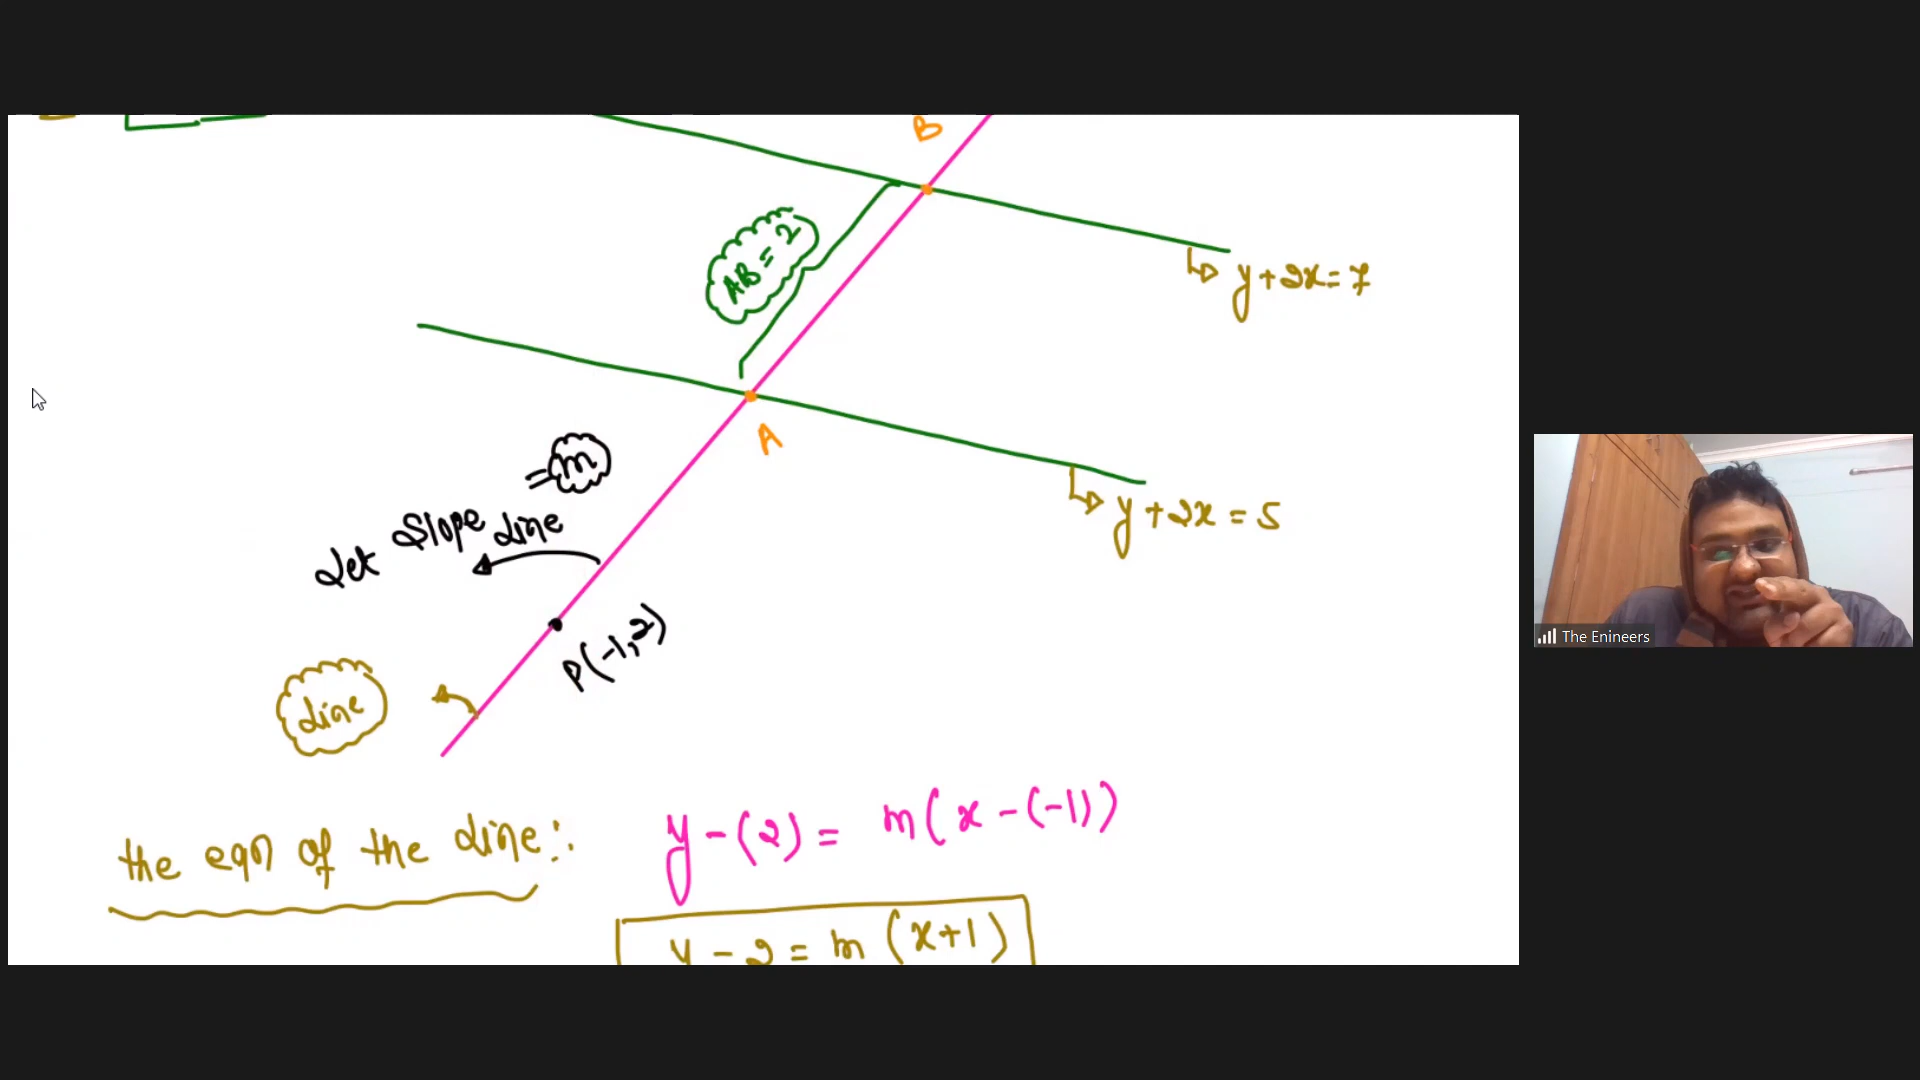 B
AB = 2
y + 2x = 7
A
= m
Let Slope Line
y + 2x = 5
P(-1, 2)
Line
The Enineers
the eqn of the Line :.
y - (2) = m(x - (-1))
y - 2 = m (x+1)